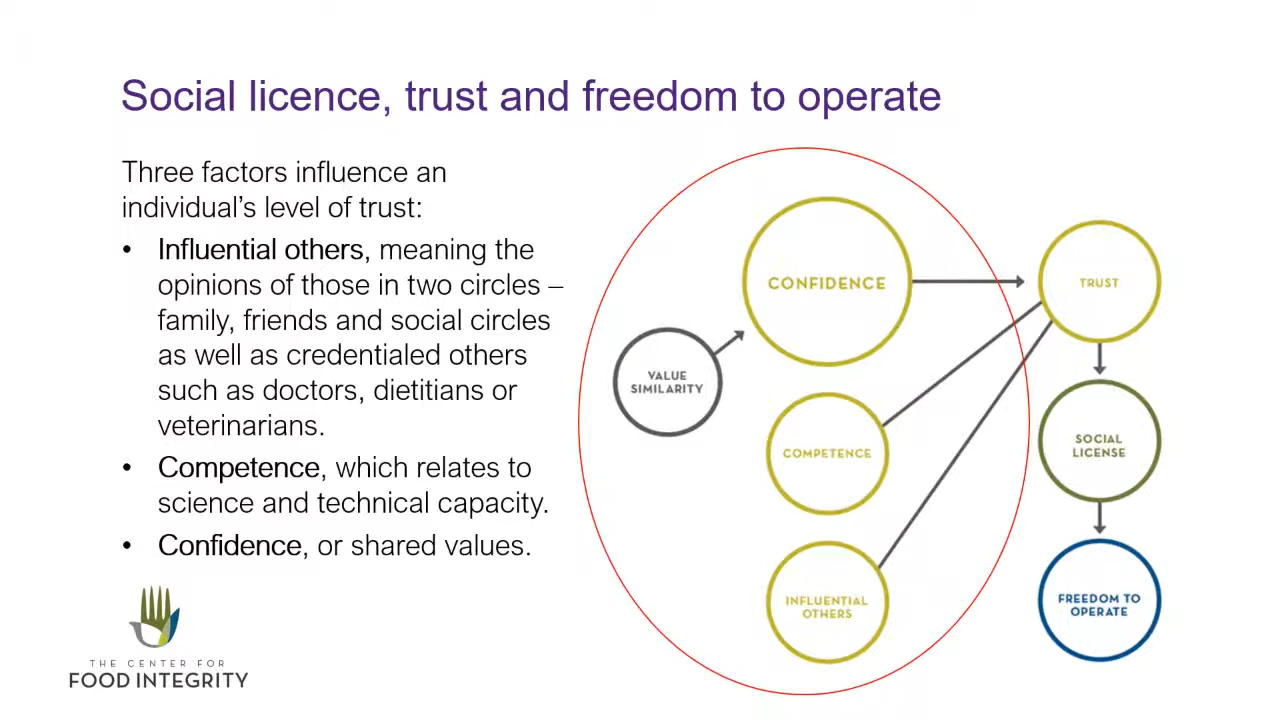 Social licence, trust and freedom to operate
Three factors influence an
individual's level of trust:
• Influential others, meaning the
opinions of those in two circles –
family, friends and social circles
as well as credentialed others
such as doctors, dietitians or
veterinarians.
• Competence, which relates to
science and technical capacity.
• Confidence, or shared values.
THE CENTER FOR
FOOD INTEGRITY
CONFIDENCE
VALUE
SIMILARITY
COMPETENCE
INFLUENTIAL
OTHERS
TRUST
SOCIAL
LICENSE
FREEDOM TO
OPERATE